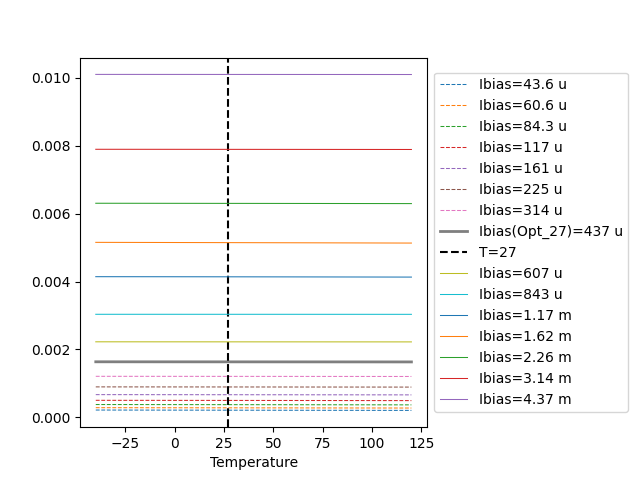 0.010
0.008
0.006
0.004
0.002
0.000
−25
0
25
50
75
100
125
Temperature
Ibias=43.6 u
Ibias=60.6 u
Ibias=84.3 u
Ibias=117 u
Ibias=161 u
Ibias=225 u
Ibias=314 u
Ibias(Opt_27)=437 u
T=27
Ibias=607 u
Ibias=843 u
Ibias=1.17 m
Ibias=1.62 m
Ibias=2.26 m
Ibias=3.14 m
Ibias=4.37 m